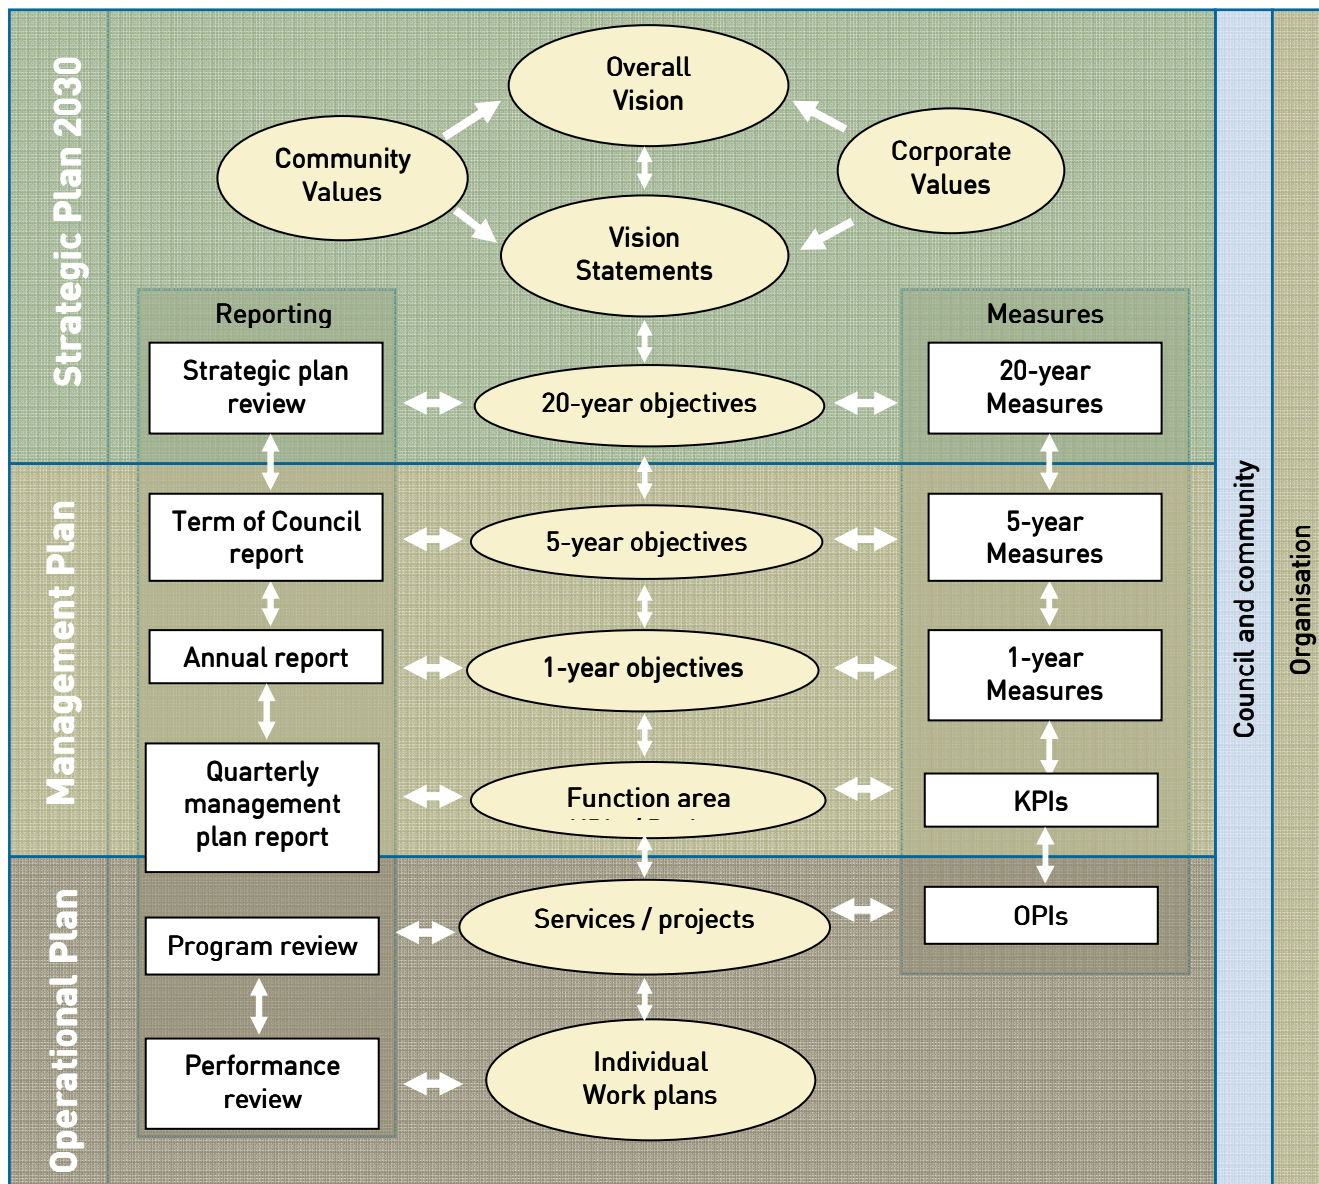 Strategic Plan 2030
Overall
Vision
Community
Values
Corporate
Values
Vision
Statements
Reporting
Measures
Strategic plan
review
20-year objectives
20-year
Measures
Management Plan
Term of Council
report
5-year objectives
5-year
Measures
Annual report
1-year objectives
1-year
Measures
Quarterly
management
plan report
Function area
KPIs
Operational Plan
Services / projects
OPIs
Program review
Performance
review
Individual
Work plans
Council and community
Organisation